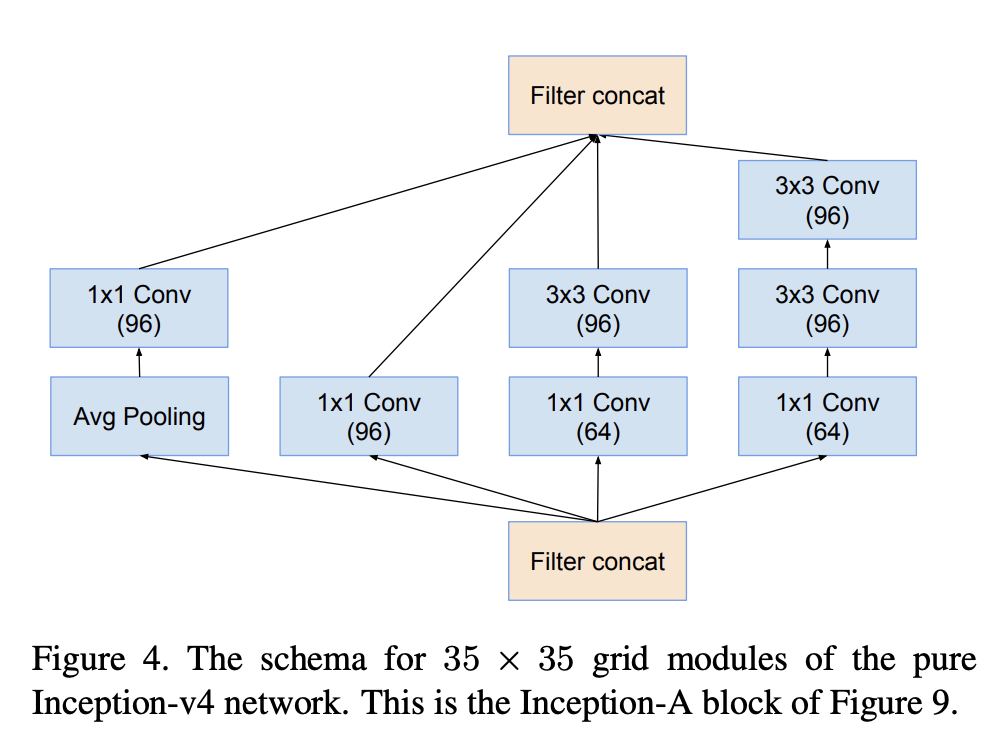 Filter concat
3x3 Conv
(96)
1x1 Conv
(96)
3x3 Conv
(96)
3x3 Conv
(96)
Avg Pooling
1x1 Conv
(96)
1x1 Conv
(64)
1x1 Conv
(64)
Filter concat
Figure 4. The schema for 35 × 35 grid modules of the pure
Inception-v4 network. This is the Inception-A block of Figure 9.